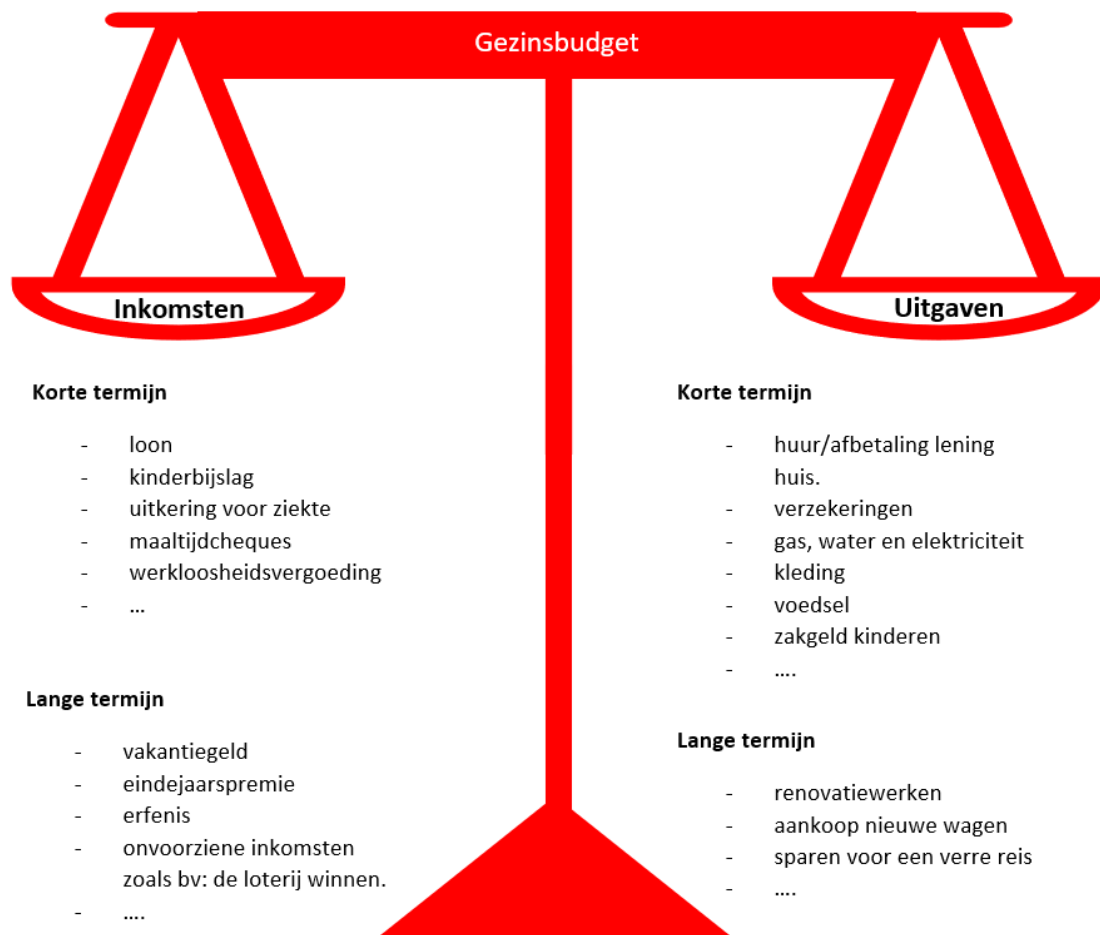 Gezinsbudget
Inkomsten
Korte termijn
- loon
- kinderbijslag
- uitkering voor ziekte
- maaltijdcheques
- werkloosheidsvergoeding
- ...
Lange termijn
- vakantiegeld
- eindejaarspremie
- erfenis
- onvoorziene inkomsten
zoals bv: de loterij winnen.
- ....
Uitgaven
Korte termijn
- huur/afbetaling lening
huis.
- verzekeringen
- gas, water en elektriciteit
- kleding
- voedsel
- zakgeld kinderen
- ....
Lange termijn
- renovatiewerken
- aankoop nieuwe wagen
- sparen voor een verre reis
- ....